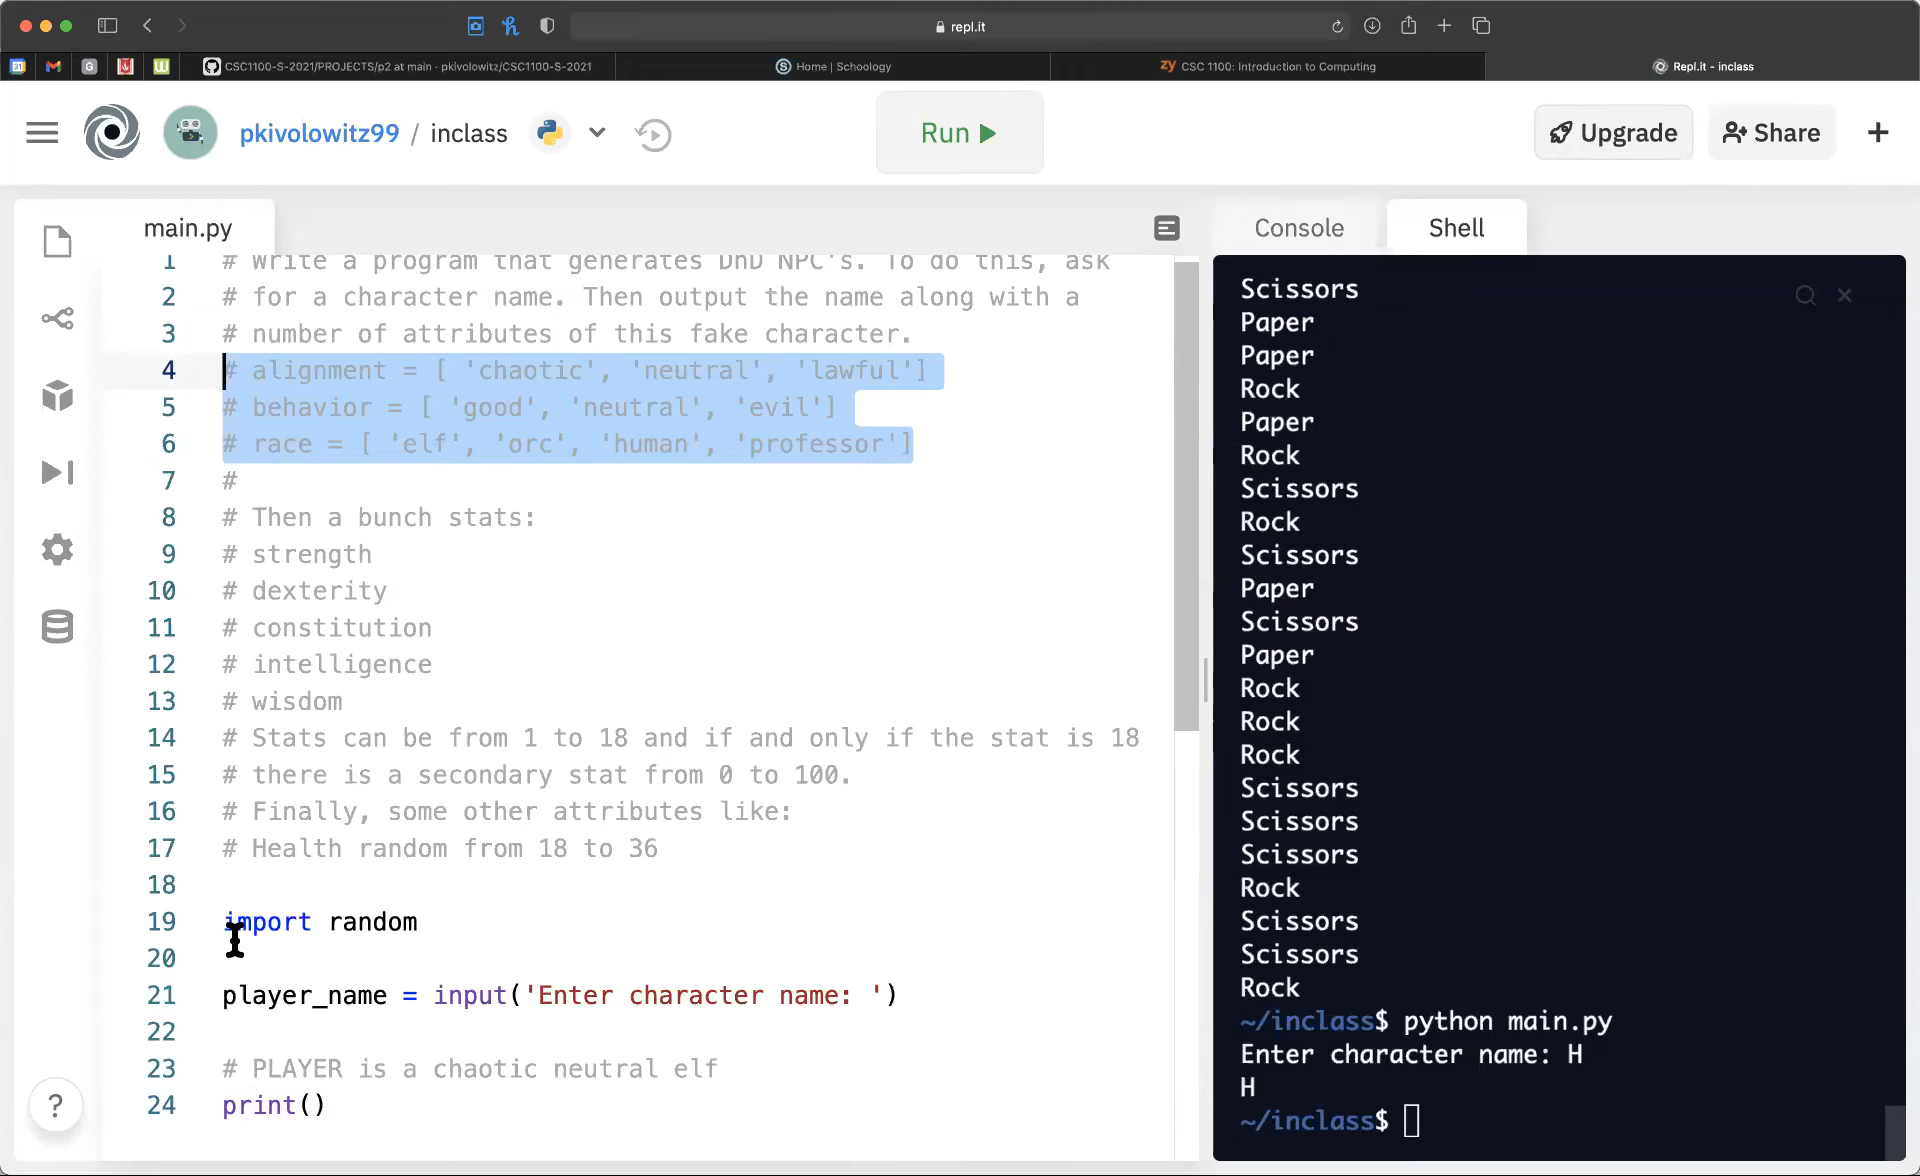 repl.it
31
G
W
CSC1100-S-2021/PROJECTS/p2 at main · pkivolowitz/CSC1100-S-2021
S Home | Schoology
zy CSC 1100: Introduction to Computing
Repl.it - inclass
pkivolowitz99 / inclass
Run
Upgrade
Share
+
main.py
1 # Write a program that generates DnD NPC's. To do this, ask
2 # for a character name. Then output the name along with a
3 # number of attributes of this fake character.
4 # alignment = [ 'chaotic', 'neutral', 'lawful']
5 # behavior = [ 'good', 'neutral', 'evil']
6 # race = [ 'elf', 'orc', 'human', 'professor']
7 #
8 # Then a bunch stats:
9 # strength
10 # dexterity
11 # constitution
12 # intelligence
13 # wisdom
14 # Stats can be from 1 to 18 and if and only if the stat is 18
15 # there is a secondary stat from 0 to 100.
16 # Finally, some other attributes like:
17 # Health random from 18 to 36
18
19 import random
20
21 player_name = input('Enter character name: ')
22
23 # PLAYER is a chaotic neutral elf
24 print()
?
Console
Shell
Scissors
Paper
Paper
Rock
Paper
Rock
Scissors
Rock
Scissors
Paper
Scissors
Paper
Rock
Rock
Rock
Scissors
Scissors
Scissors
Rock
Scissors
Scissors
Rock
~/inclass$ python main.py
Enter character name: H
H
~/inclass$